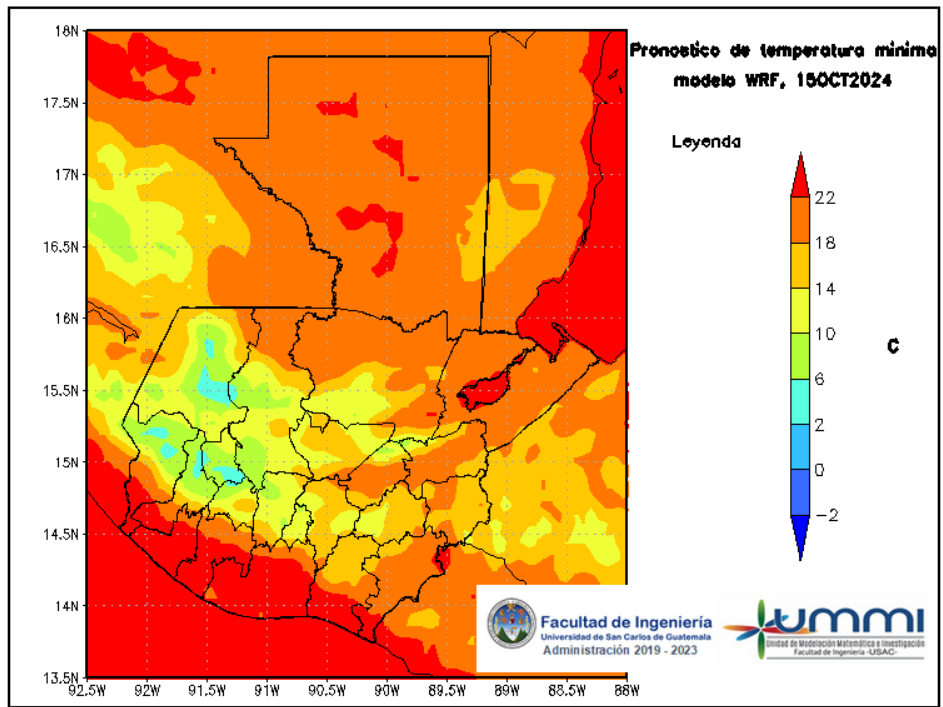 Pronostico de temperatura minima
modelo WRF, 15OCT2024
Leyenda
22
18
14
10
6
2
0
−2
C
18N
17.5N
17N
16.5N
16N
15.5N
15N
14.5N
14N
13.5N
92.5W
92W
91.5W
91W
90.5W
90W
89.5W
89W
88.5W
88W
Facultad de Ingeniería
Universidad de San Carlos de Guatemala
Administración 2019 - 2023
UMMI
Unidad de Modelación Matemática e Investigación
Facultad de Ingeniería -USAC-